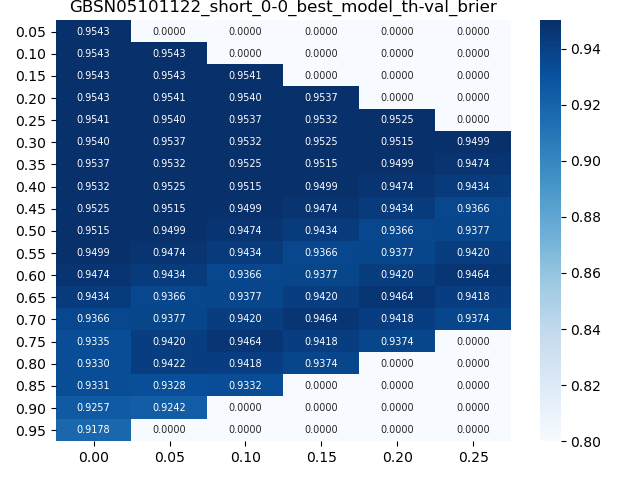 GBSN05101122_short_0-0_best_model_th-val_brier
0.05 0.9543 0.0000 0.0000 0.0000 0.0000 0.0000
0.10 0.9543 0.9543 0.0000 0.0000 0.0000 0.0000
0.15 0.9543 0.9543 0.9541 0.0000 0.0000 0.0000
0.20 0.9543 0.9541 0.9540 0.9537 0.0000 0.0000
0.25 0.9541 0.9540 0.9537 0.9532 0.9525 0.0000
0.30 0.9540 0.9537 0.9532 0.9525 0.9515 0.9499
0.35 0.9537 0.9532 0.9525 0.9515 0.9499 0.9474
0.40 0.9532 0.9525 0.9515 0.9499 0.9474 0.9434
0.45 0.9525 0.9515 0.9499 0.9474 0.9434 0.9366
0.50 0.9515 0.9499 0.9474 0.9434 0.9366 0.9377
0.55 0.9499 0.9474 0.9434 0.9366 0.9377 0.9420
0.60 0.9474 0.9434 0.9366 0.9377 0.9420 0.9464
0.65 0.9434 0.9366 0.9377 0.9420 0.9464 0.9418
0.70 0.9366 0.9377 0.9420 0.9464 0.9418 0.9374
0.75 0.9335 0.9420 0.9464 0.9418 0.9374 0.0000
0.80 0.9330 0.9422 0.9418 0.9374 0.0000 0.0000
0.85 0.9331 0.9328 0.9332 0.0000 0.0000 0.0000
0.90 0.9257 0.9242 0.0000 0.0000 0.0000 0.0000
0.95 0.9178 0.0000 0.0000 0.0000 0.0000 0.0000
0.00 0.05 0.10 0.15 0.20 0.25
0.94
0.92
0.90
0.88
0.86
0.84
0.82
0.80